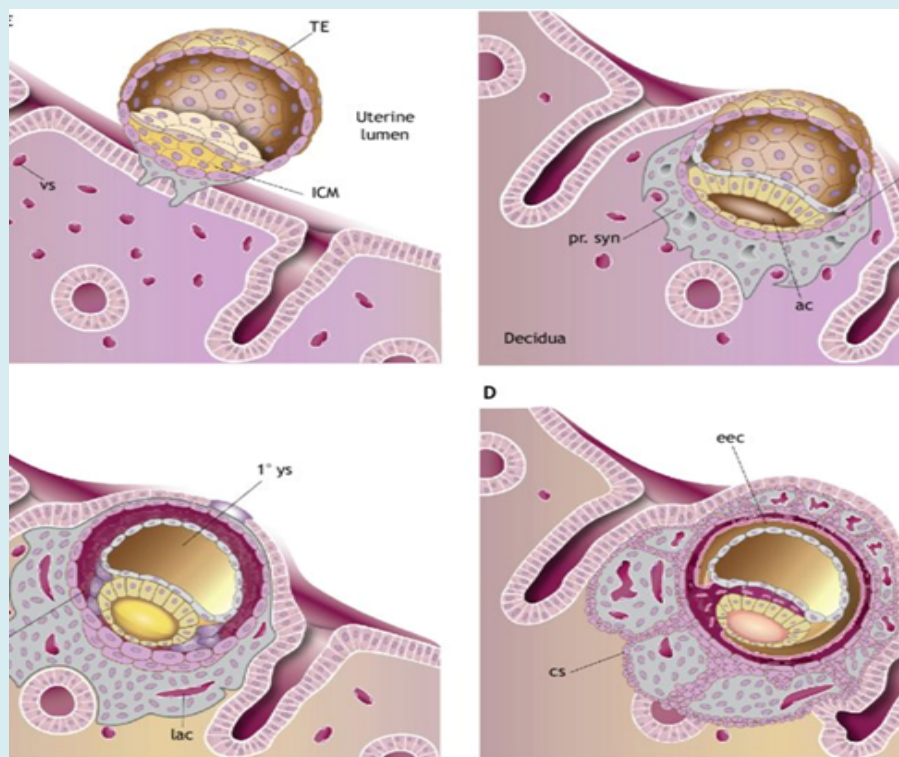 TE
Uterine
lumen
vs
ICM
pr. syn
ac
Decidua
1° ys
lac
D
eec
cs